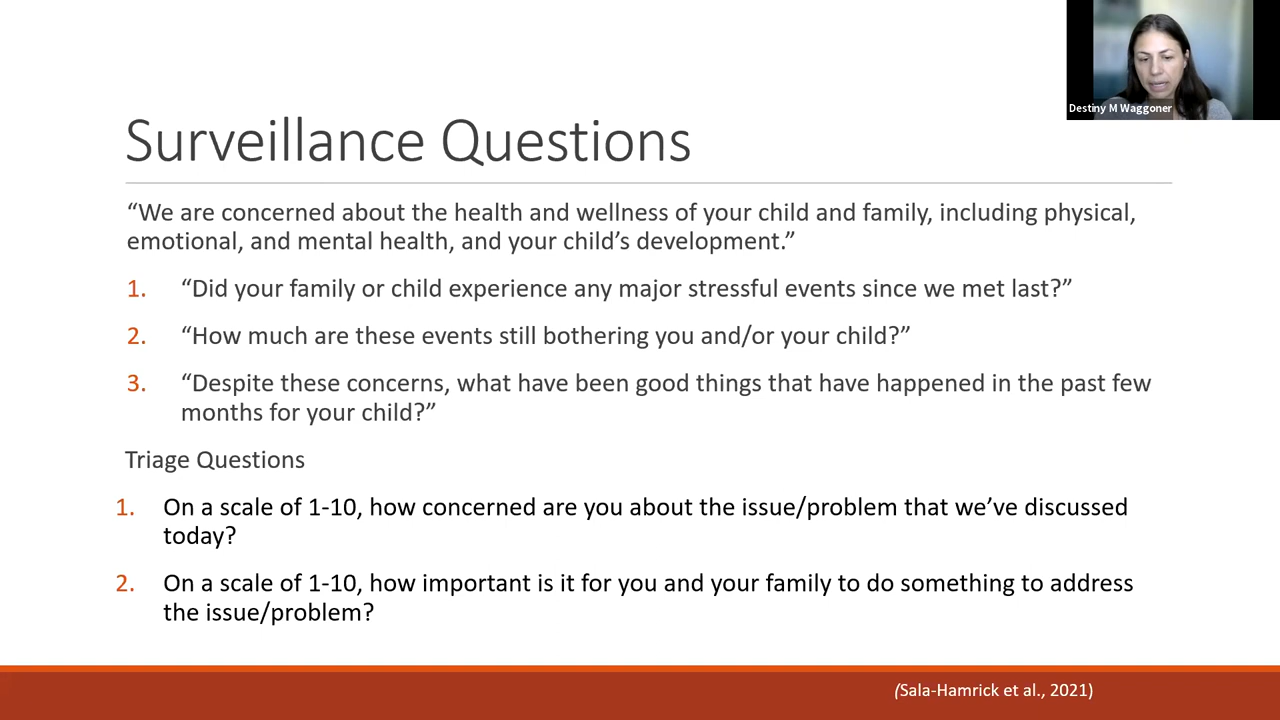 Destiny M Waggoner
Surveillance Questions
“We are concerned about the health and wellness of your child and family, including physical,
emotional, and mental health, and your child’s development.”
1. “Did your family or child experience any major stressful events since we met last?”
2. “How much are these events still bothering you and/or your child?”
3. “Despite these concerns, what have been good things that have happened in the past few
months for your child?”
Triage Questions
1. On a scale of 1-10, how concerned are you about the issue/problem that we’ve discussed
today?
2. On a scale of 1-10, how important is it for you and your family to do something to address
the issue/problem?
(Sala-Hamrick et al., 2021)